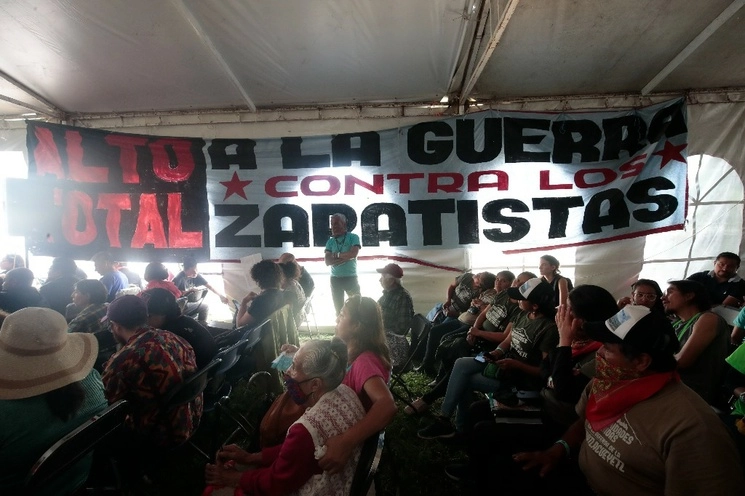 ALTO
TOTAL
A LA GUERRA
CONTRA LOS
ZAPATISTAS